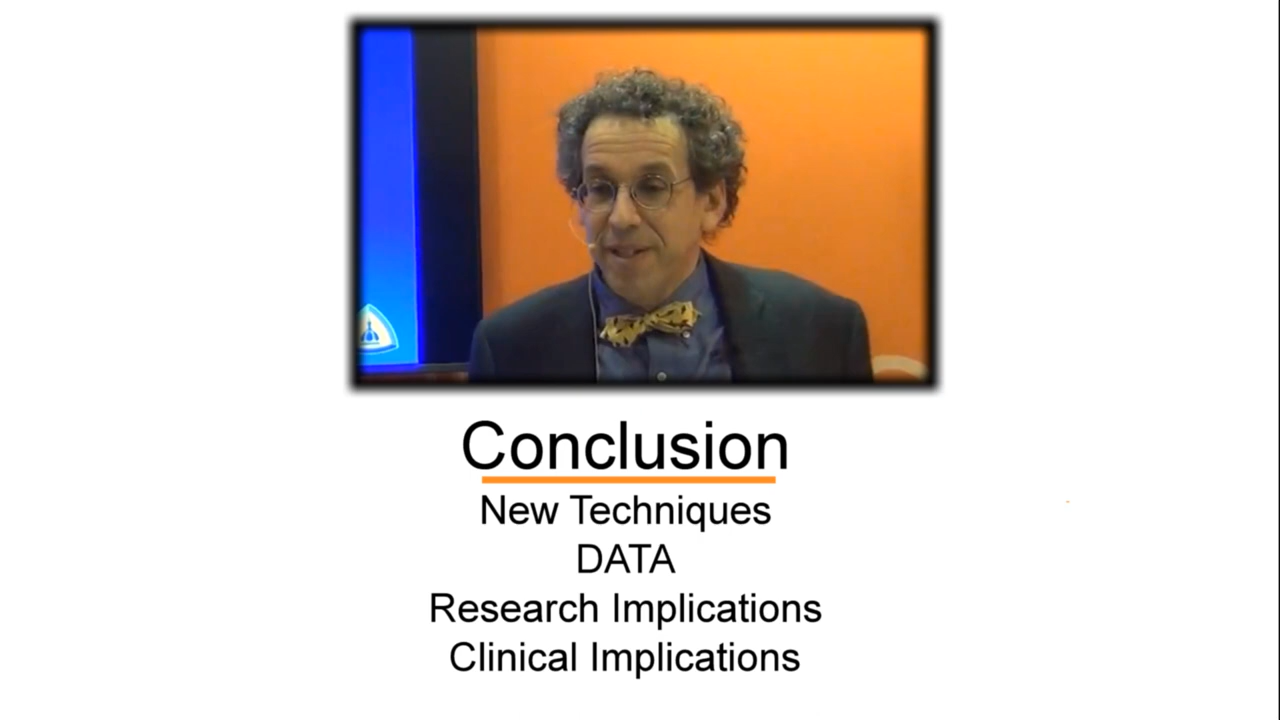 Conclusion
New Techniques
DATA
Research Implications
Clinical Implications